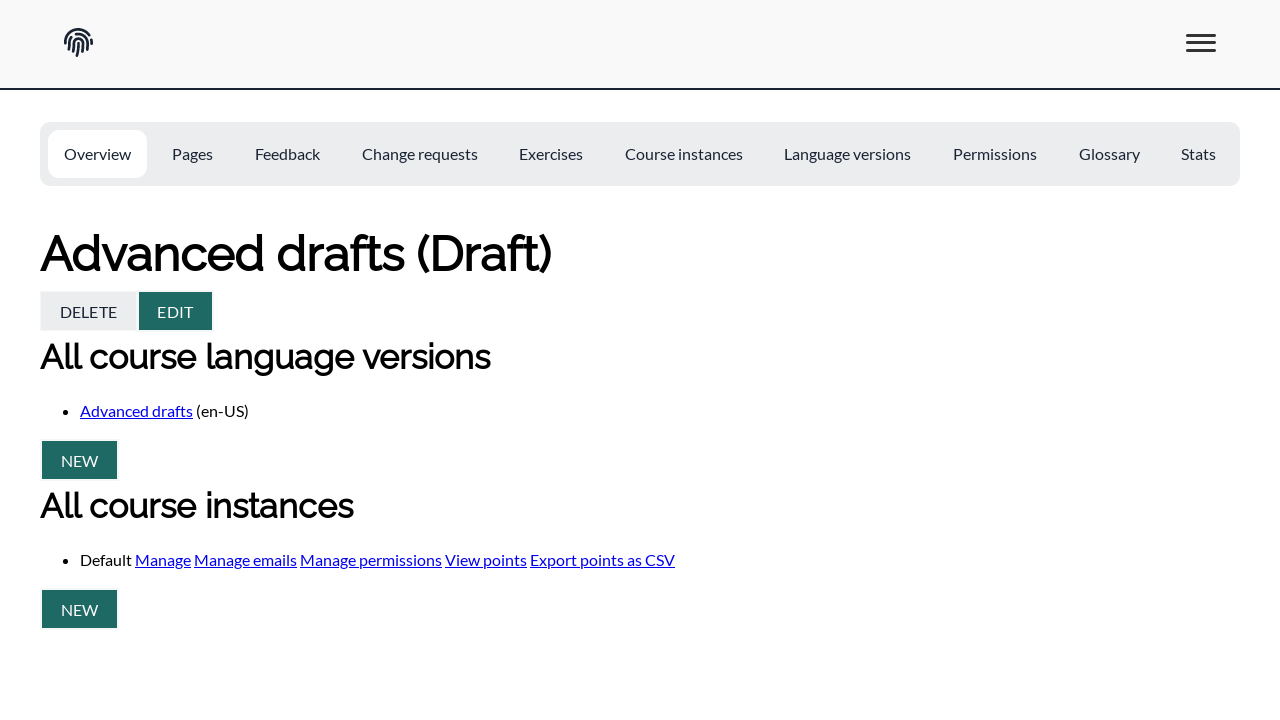 Overview Pages Feedback Change requests Exercises Course instances Language versions Permissions Glossary Stats
Advanced drafts (Draft)
DELETE EDIT
All course language versions
Advanced drafts (en-US)
NEW
All course instances
Default Manage Manage emails Manage permissions View points Export points as CSV
NEW